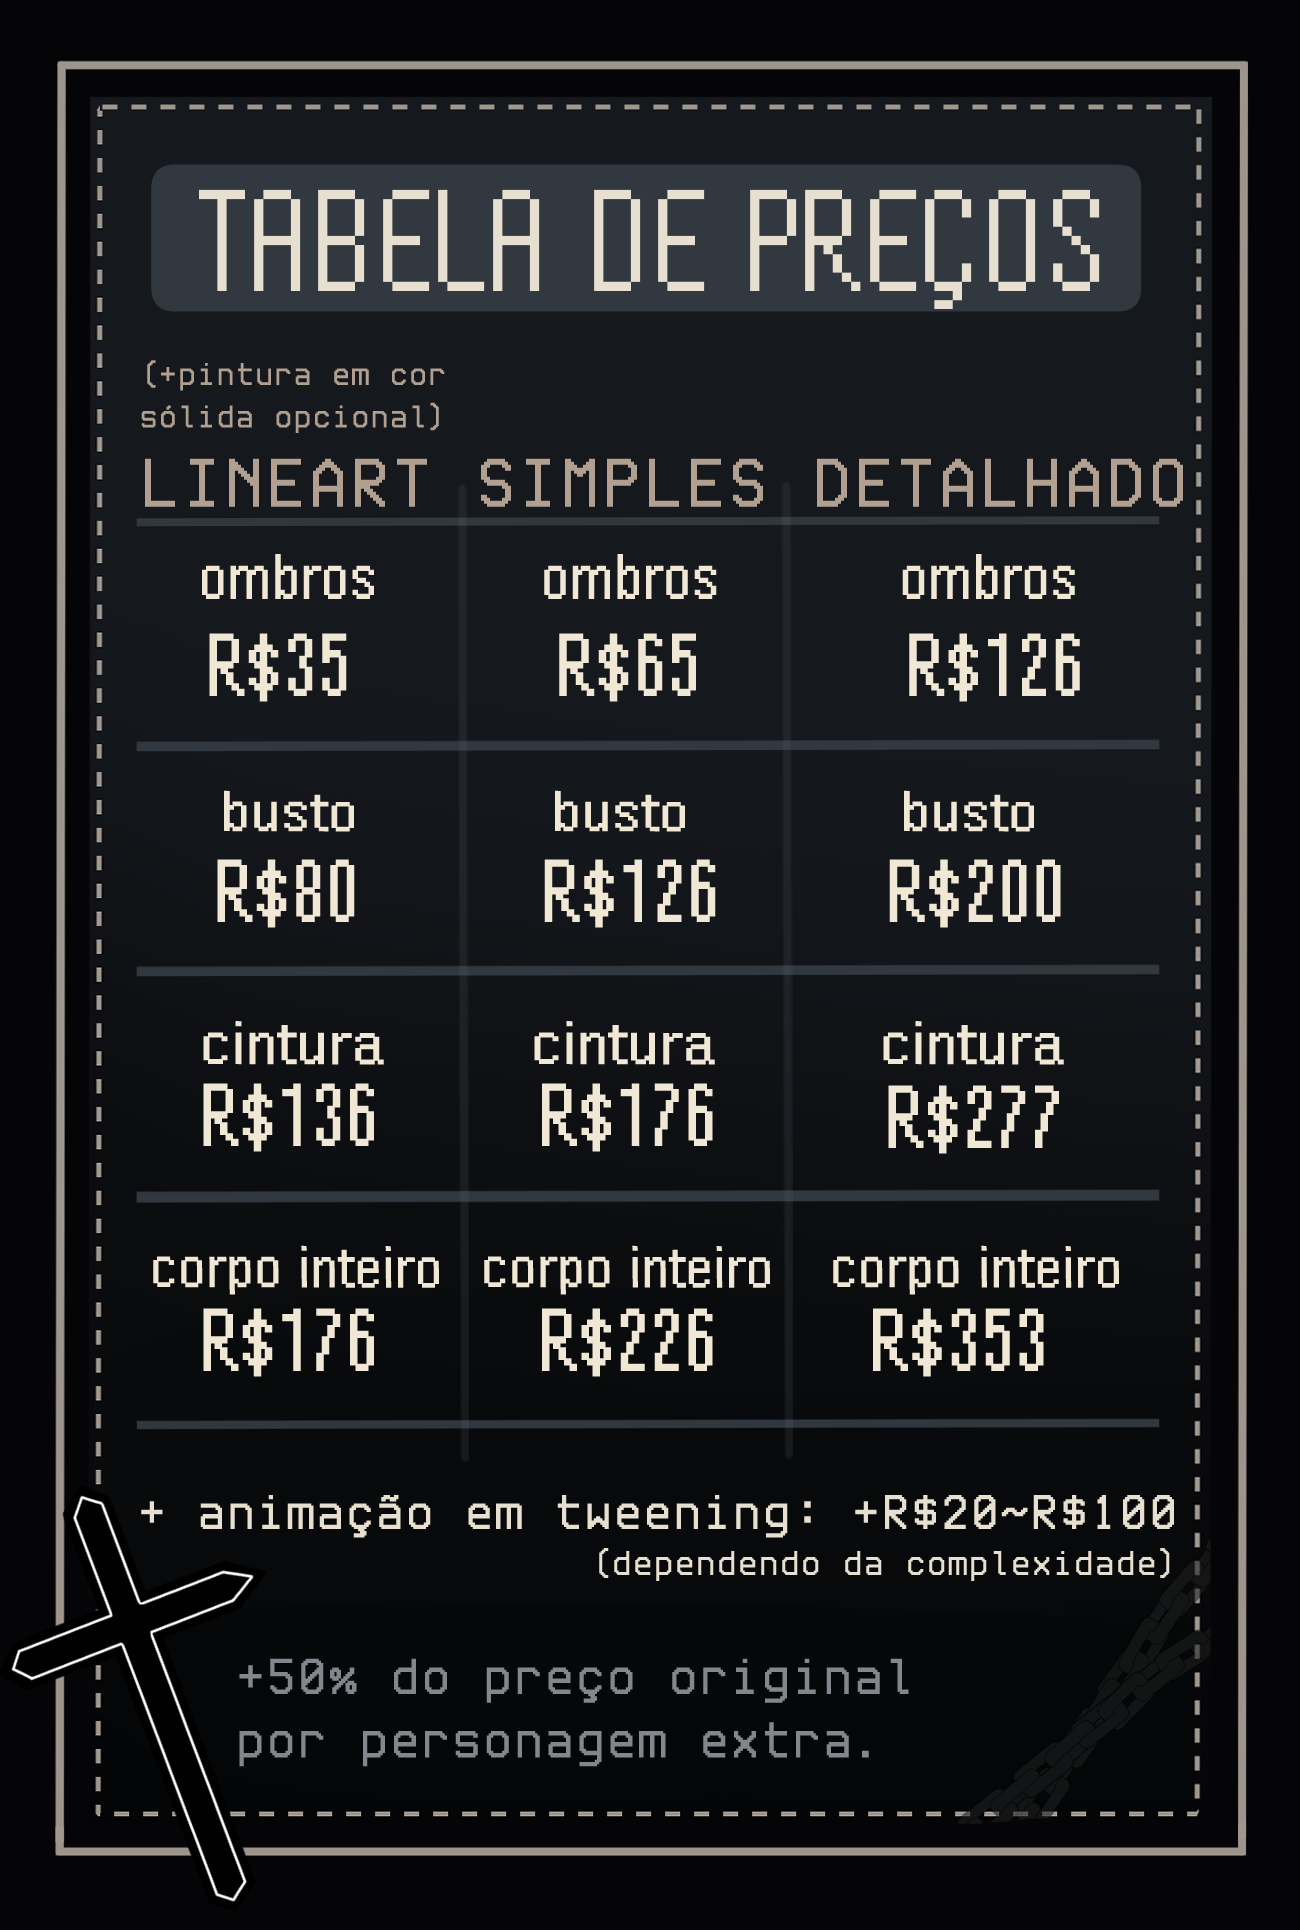 TABELA DE PREÇOS
(+pintura em cor
sólida opcional)
LINEART SIMPLES DETALHADO
ombros ombros ombros
R$35 R$65 R$126
busto busto busto
R$80 R$126 R$200
cintura cintura cintura
R$136 R$176 R$277
corpo inteiro corpo inteiro corpo inteiro
R$176 R$226 R$353
+ animação em tweening: +R$20~R$100
(dependendo da complexidade)
+50% do preço original
por personagem extra.